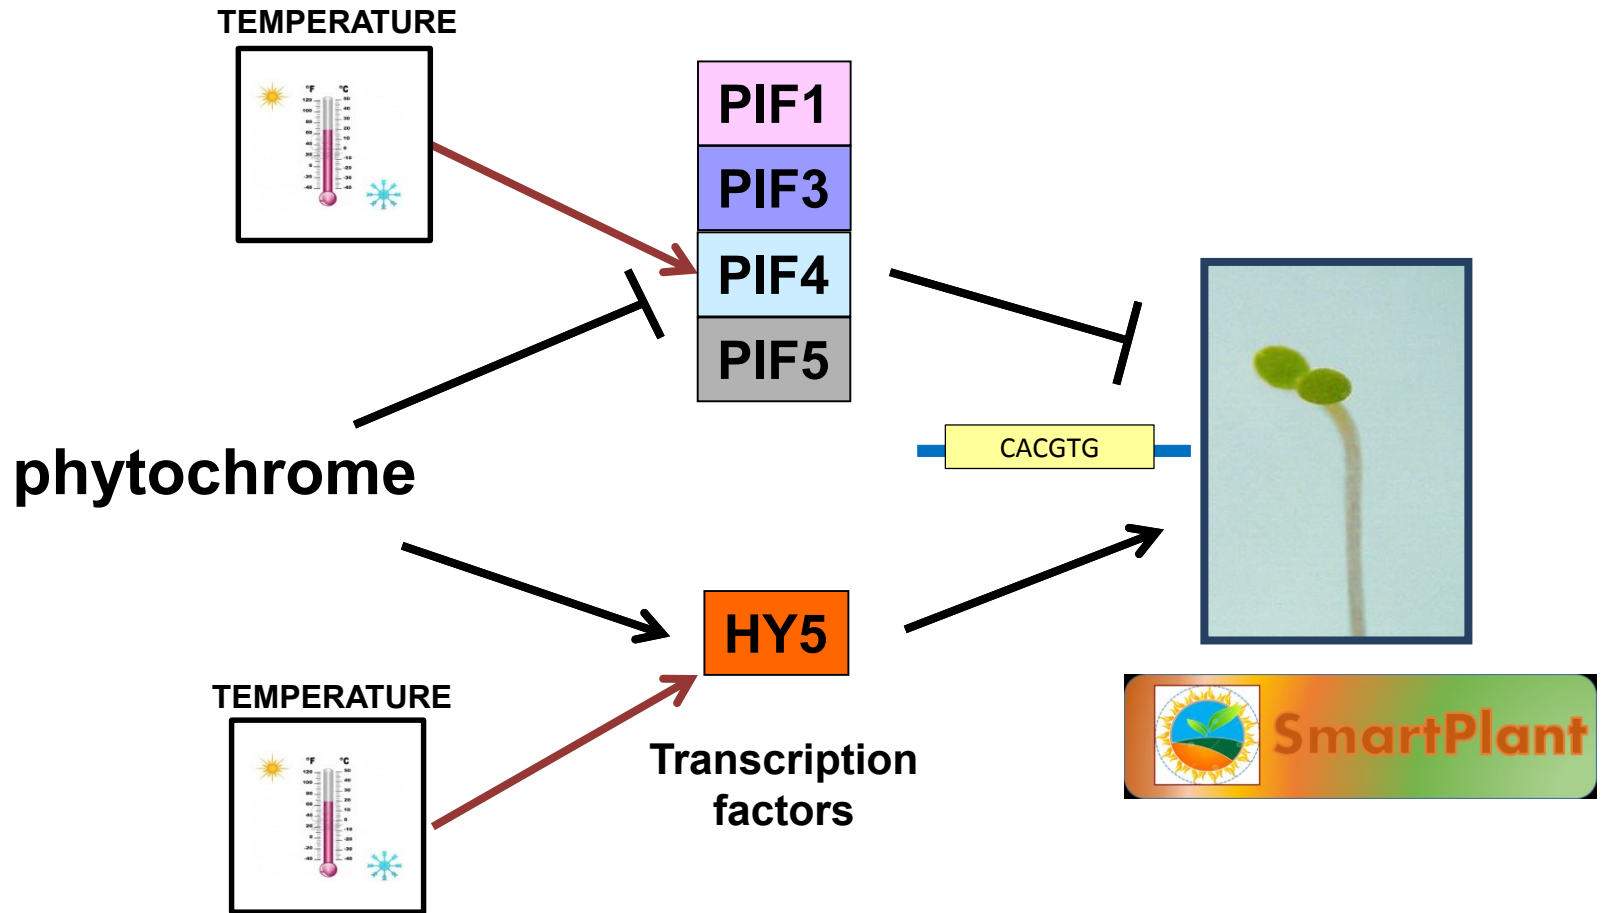 TEMPERATURE
°F °C
PIF1
PIF3
PIF4
PIF5
phytochrome
CACGTG
HY5
TEMPERATURE
°F °C
Transcription
factors
SmartPlant